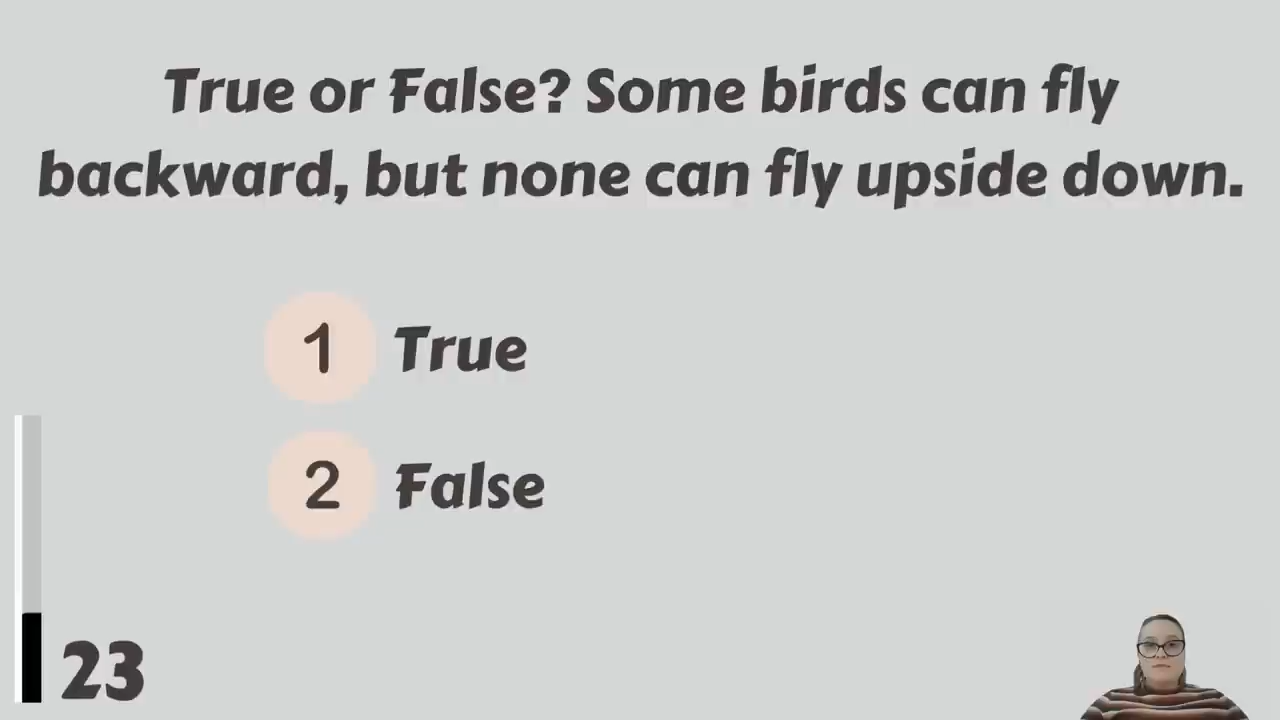 True or False? Some birds can fly
backward, but none can fly upside down.
1 True
2 False
23